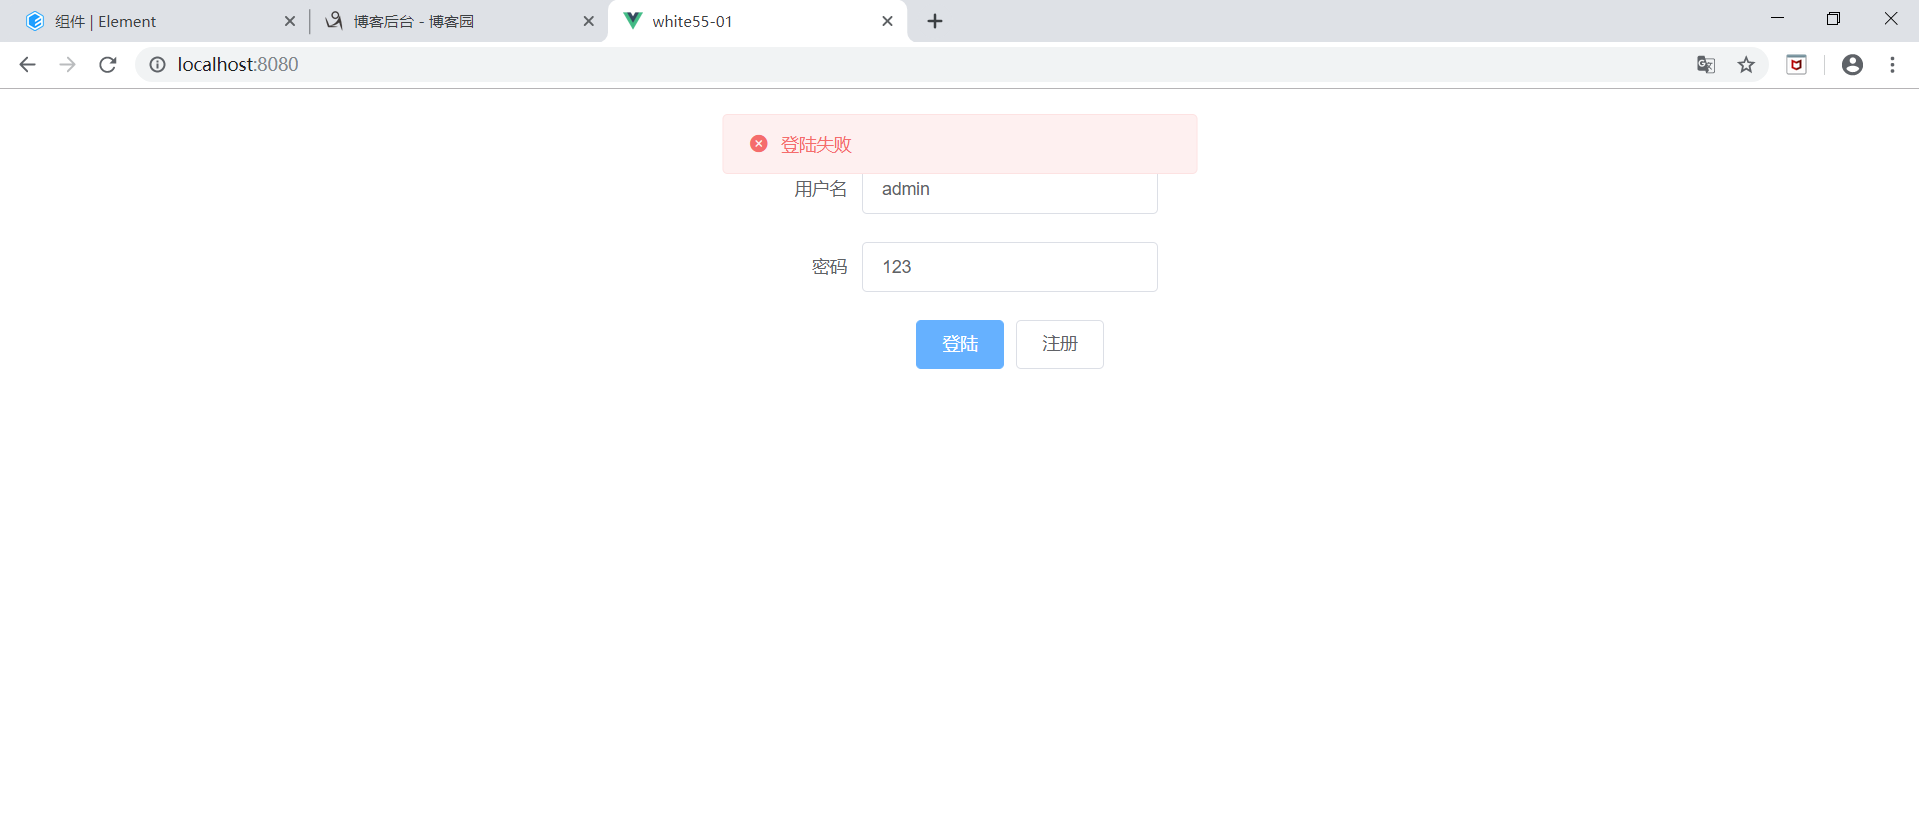 组件 | Element
博客后台 - 博客园
white55-01
localhost:8080
登陆失败
用户名 admin
密码 123
登陆 注册